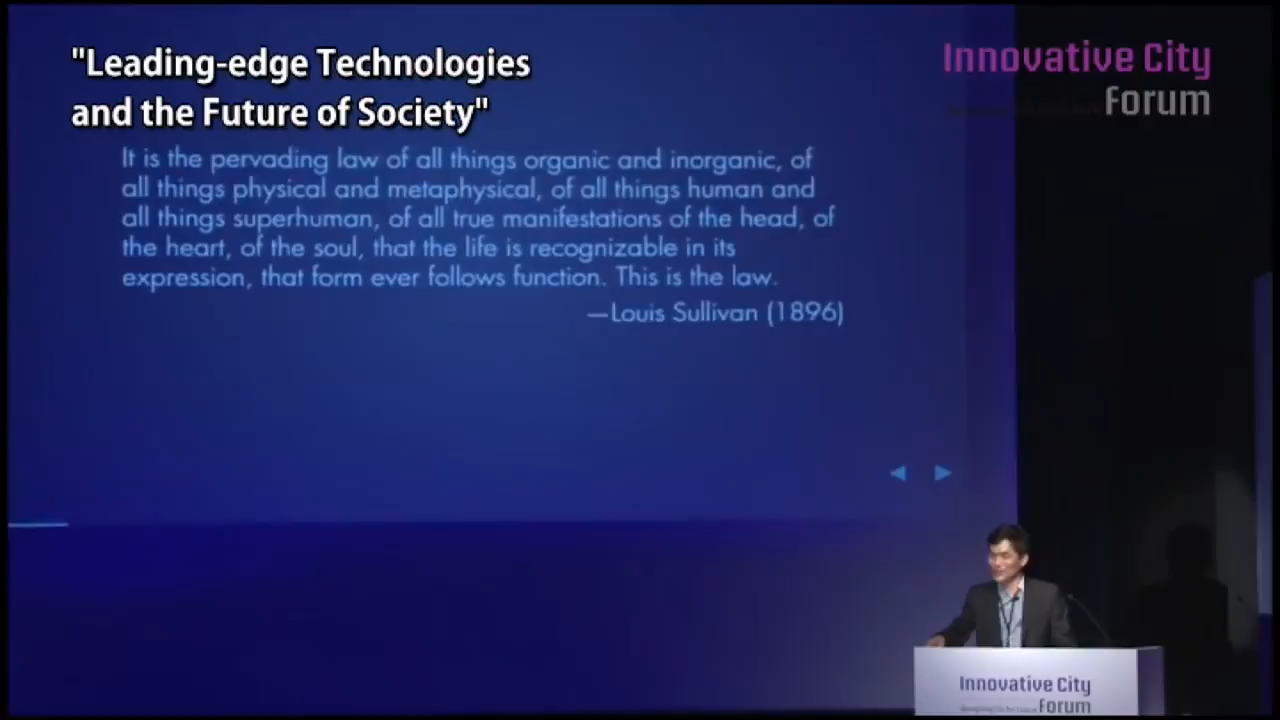 "Leading-edge Technologies
and the Future of Society"
Innovative City
Forum
It is the pervading law of all things organic and inorganic, of
all things physical and metaphysical, of all things human and
all things superhuman, of all true manifestations of the head, of
the heart, of the soul, that the life is recognizable in its
expression, that form ever follows function. This is the law.
—Louis Sullivan (1896)
Innovative City
Forum